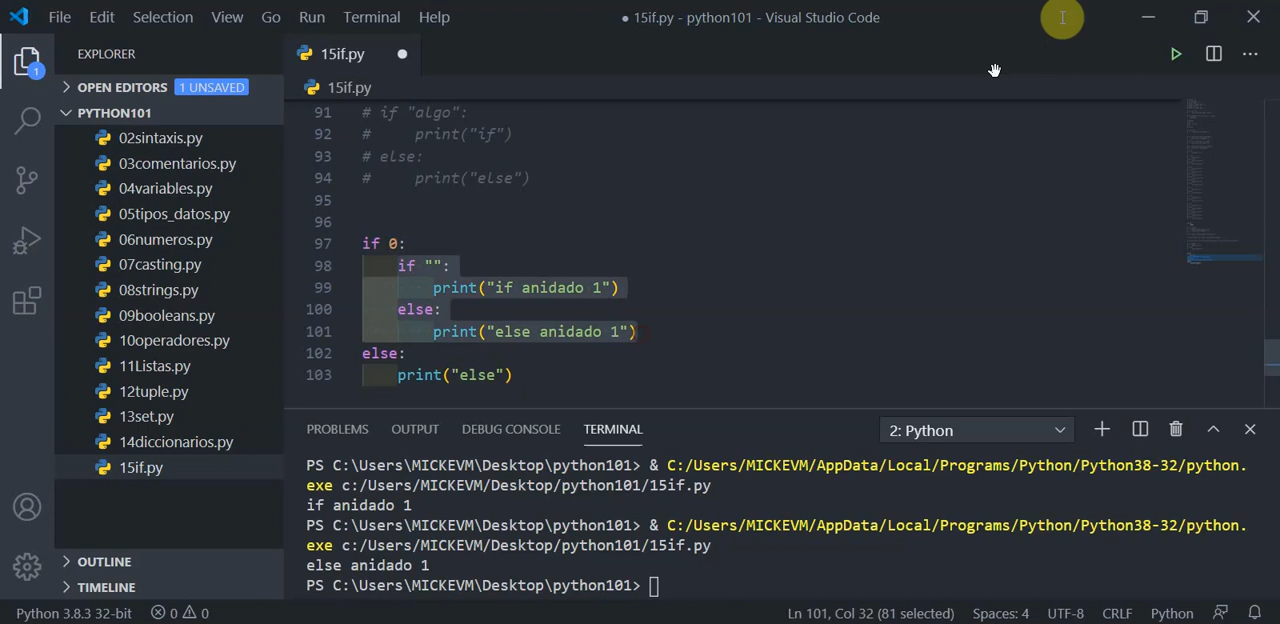 File Edit Selection View Go Run Terminal Help
● 15if.py - python101 - Visual Studio Code
EXPLORER
OPEN EDITORS 1 UNSAVED
PYTHON101
02sintaxis.py
03comentarios.py
04variables.py
05tipos_datos.py
06numeros.py
07casting.py
08strings.py
09booleans.py
10operadores.py
11Listas.py
12tuple.py
13set.py
14diccionarios.py
15if.py
OUTLINE
TIMELINE
1
15if.py
15if.py
91 # if "algo":
92 #     print("if")
93 # else:
94 #     print("else")
95
96
97 if 0:
98     if "":
99         print("if anidado 1")
100     else:
101         print("else anidado 1")
102 else:
103     print("else")
PROBLEMS OUTPUT DEBUG CONSOLE TERMINAL 2: Python
PS C:\Users\MICKEVM\Desktop\python101> & C:/Users/MICKEVM/AppData/Local/Programs/Python/Python38-32/python.
exe c:/Users/MICKEVM/Desktop/python101/15if.py
if anidado 1
PS C:\Users\MICKEVM\Desktop\python101> & C:/Users/MICKEVM/AppData/Local/Programs/Python/Python38-32/python.
exe c:/Users/MICKEVM/Desktop/python101/15if.py
else anidado 1
PS C:\Users\MICKEVM\Desktop\python101>
Python 3.8.3 32-bit 0 0 Ln 101, Col 32 (81 selected) Spaces: 4 UTF-8 CRLF Python